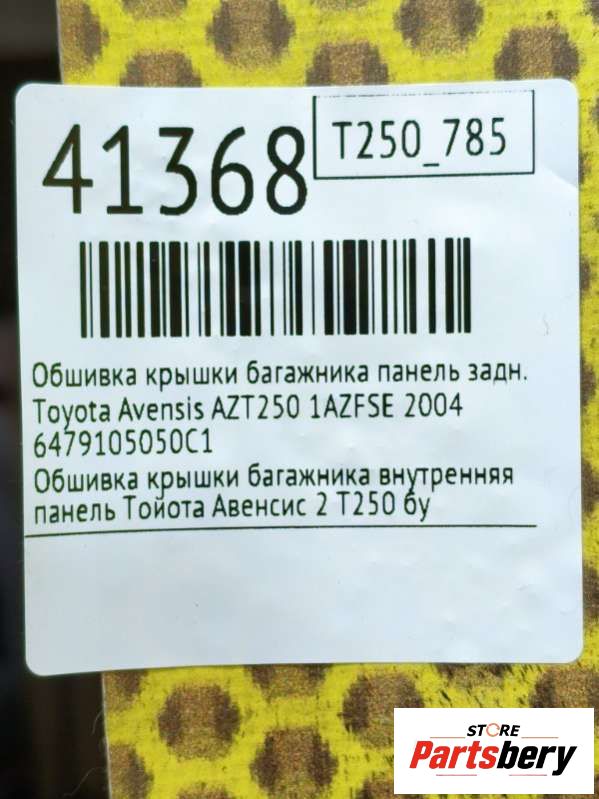 41368
T250_785
Обшивка крышки багажника панель задн.
Toyota Avensis AZT250 1AZFSE 2004
6479105050C1
Обшивка крышки багажника внутренняя
панель Тойота Авенсис 2 Т250 бу
STORE
Partsbery